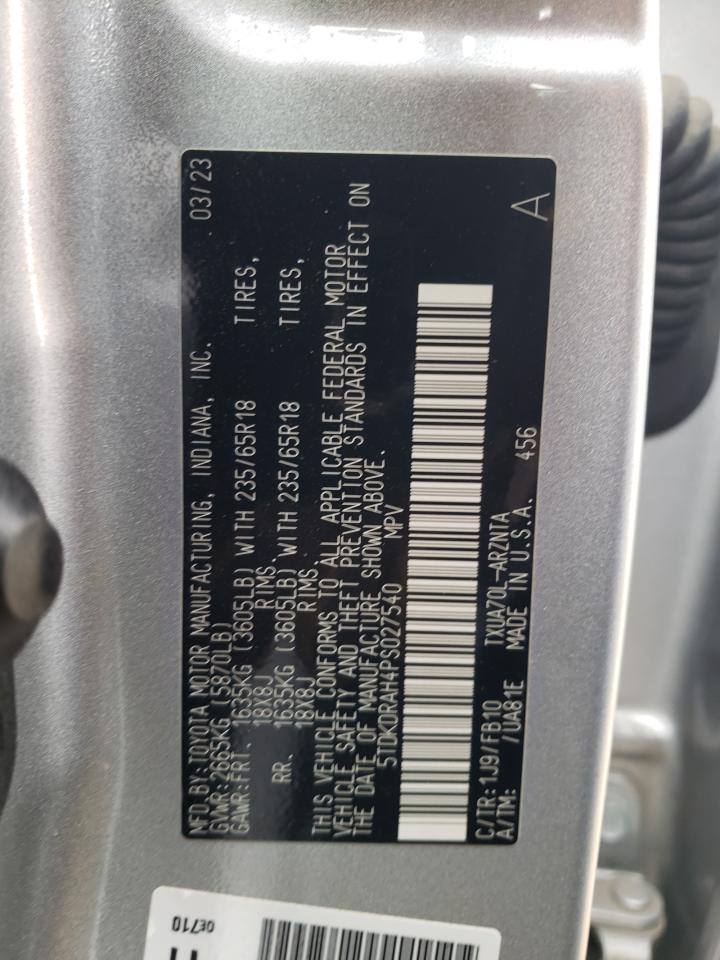 MFD.BY:TOYOTA MOTOR MANUFACTURING, INDIANA, INC. 03/23
GVWR:2665KG (5870LB)
GAWR:FRT. 1635KG (3605LB) WITH 235/65R18 TIRES,
18X8J RIMS,
RR. 1635KG (3605LB) WITH 235/65R18 TIRES,
18X8J RIMS.
THIS VEHICLE CONFORMS TO ALL APPLICABLE FEDERAL MOTOR
VEHICLE SAFETY AND THEFT PREVENTION STANDARDS IN EFFECT ON
THE DATE OF MANUFACTURE SHOWN ABOVE.
5TDKDRAH4PS027540 MPV
C/TR:1J9/FB10 TXUA70L-ARZNTA 456
A/TM: /UA81E MADE IN U.S.A. A
QE710